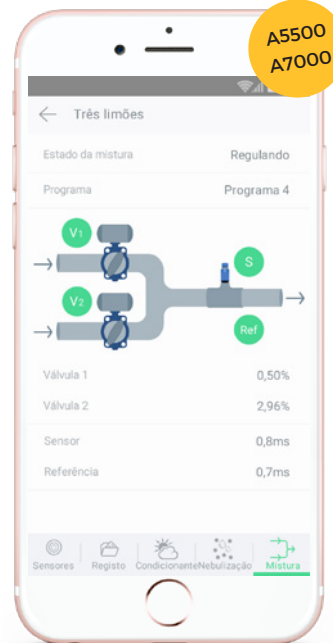 A5500
A7000
Três limões
Estado da mistura Regulando
Programa Programa 4
V1
S
V2
Ref
Válvula 1 0,50%
Válvula 2 2,96%
Sensor 0,8ms
Referência 0,7ms
Sensores Registo Condicionante Nebulização Mistura